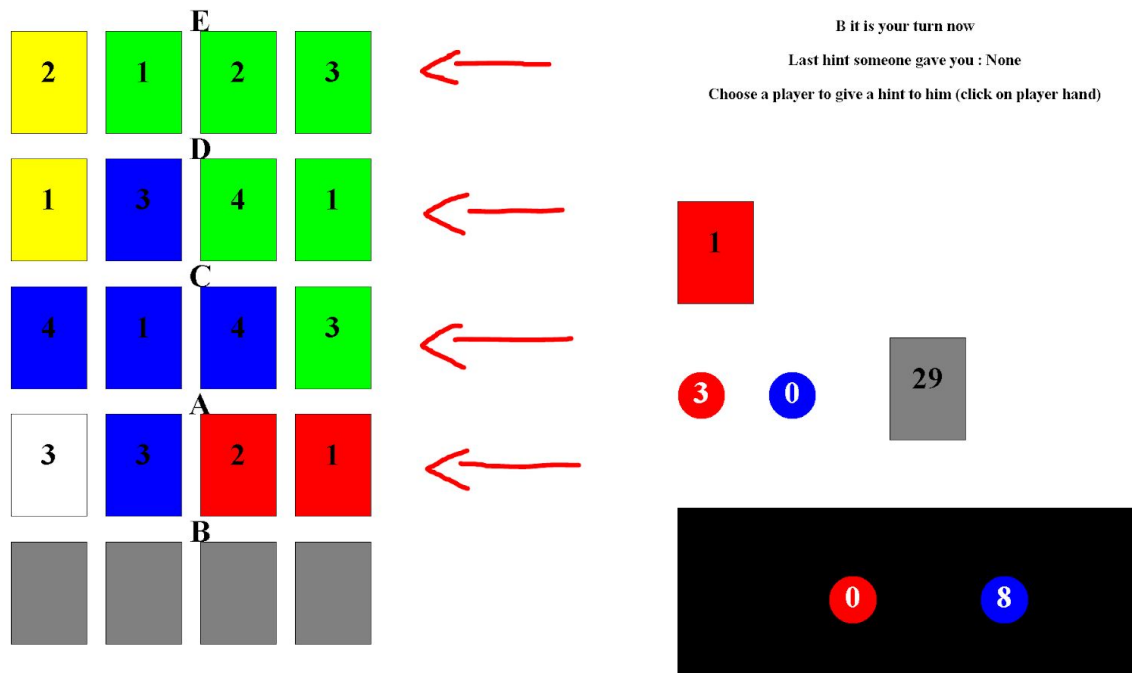 E
2 1 2 3
D
1 3 4 1
C
4 1 4 3
A
3 3 2 1
B
B it is your turn now
Last hint someone gave you : None
Choose a player to give a hint to him (click on player hand)
1
3 0 29
0 8